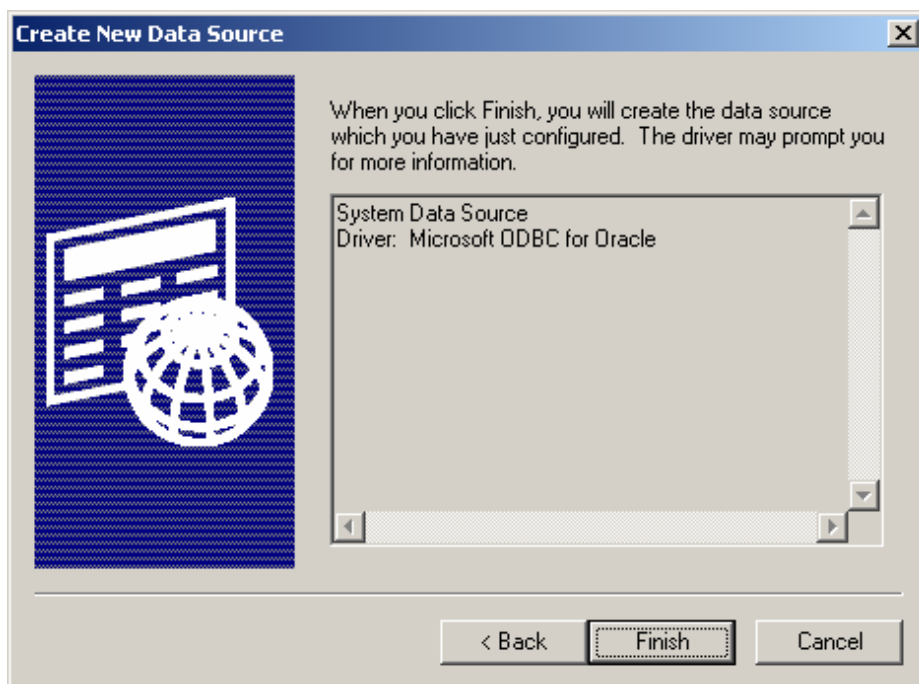 Create New Data Source
When you click Finish, you will create the data source
which you have just configured.  The driver may prompt you
for more information.
System Data Source
Driver:  Microsoft ODBC for Oracle
< Back
Finish
Cancel